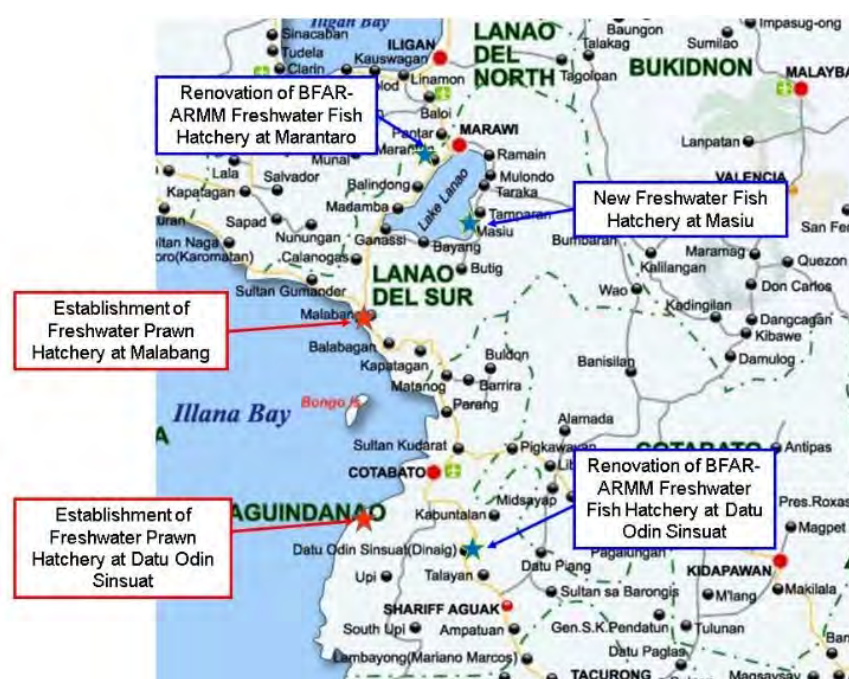 Iligan Bay
Sinacaban
Tudela
Clarin
ILIGAN
Kauswagan
Linamon
Baloi
LANAO
DEL
NORTH
Baungon
Talakag
Tagoloan
Impasug-ong
Sumilao
BUKIDNON
MALAYBA
Renovation of BFAR-
ARMM Freshwater Fish
Hatchery at Marantaro
Pantar
MARAWI
Ramain
Mulondo
Taraka
Lanpatan
VALENCIA
Munai
Lala
Salvador
Kapatagan
Balindong
Madamba
Lake Lanao
Tamparan
Masiu
New Freshwater Fish
Hatchery at Masiu
Sapad
Nunungan
Ganassi
Bayang
Bumbaran
San Fe
Maramag
Quezon
ultan Naga
oro(Karomatan)
Calanogas
Butig
Kalilangan
Don Carlos
Sultan Gumander
LANAO
DEL SUR
Wao
Kadingilan
Dangcagan
Kibawe
Establishment of
Freshwater Prawn
Hatchery at Malabang
Malabang
Balabagan
Kapatagan
Buldon
Banisilan
Damulog
Matanog
Barrira
Parang
Bongo Is.
Illana Bay
Alamada
Sultan Kudarat
Pigkawayan
Antipas
COTABATO
Renovation of BFAR-
ARMM Freshwater
Fish Hatchery at Datu
Odin Sinsuat
Midsayap
Pres.Roxas
Establishment of
Freshwater Prawn
Hatchery at Datu Odin
Sinsuat
AGUINDANAO
Kabuntalan
Magpet
Datu Odin Sinsuat(Dinaig)
Datu Piang
Pagalungan
KIDAPAWAN
Upi
Talayan
Sultan sa Barongis
M'lang
Makilala
SHARIFF AGUAK
South Upi
Ampatuan
Gen.S.K.Pendatun
Tulunan
Lambayong(Mariano Marcos)
Datu Paglas
TACURONG
Magsaysay